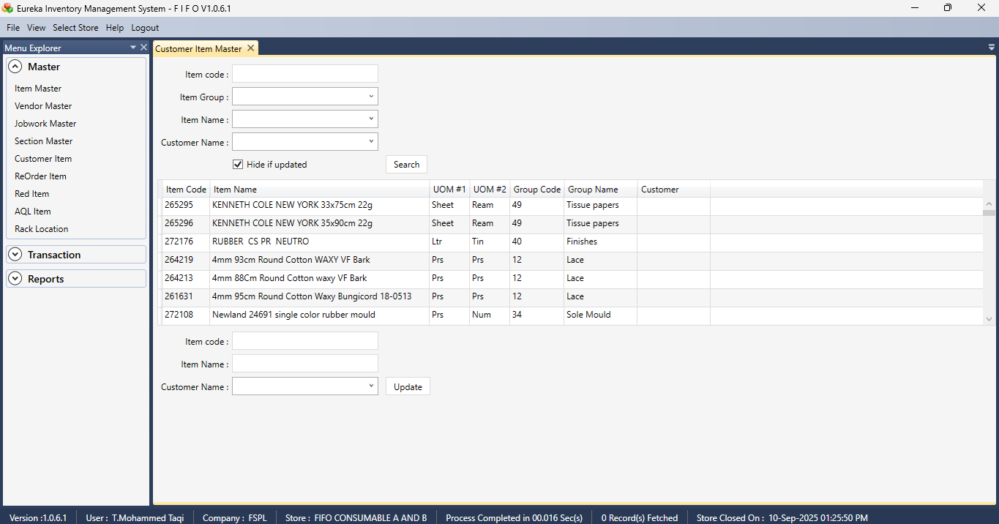 Eureka Inventory Management System - F I F O V1.0.6.1
File View Select Store Help Logout
Menu Explorer
Master
Item Master
Vendor Master
Jobwork Master
Section Master
Customer Item
ReOrder Item
Red Item
AQL Item
Rack Location
Transaction
Reports
Customer Item Master
Item code :
Item Group :
Item Name :
Customer Name :
Hide if updated Search
Item Code Item Name UOM #1 UOM #2 Group Code Group Name Customer
265295 KENNETH COLE NEW YORK 33x75cm 22g Sheet Ream 49 Tissue papers
265296 KENNETH COLE NEW YORK 35x90cm 22g Sheet Ream 49 Tissue papers
272176 RUBBER CS PR NEUTRO Ltr Tin 40 Finishes
264219 4mm 93cm Round Cotton WAXY VF Bark Prs Prs 12 Lace
264213 4mm 88Cm Round Cotton waxy VF Bark Prs Prs 12 Lace
261631 4mm 95cm Round Cotton Waxy Bungicord 18-0513 Prs Prs 12 Lace
272108 Newland 24691 single color rubber mould Prs Num 34 Sole Mould
Item code :
Item Name :
Customer Name : Update
Version :1.0.6.1 User : T.Mohammed Taqi Company : FSPL Store : FIFO CONSUMABLE A AND B Process Completed in 00.016 Sec(s) 0 Record(s) Fetched Store Closed On : 10-Sep-2025 01:25:50 PM